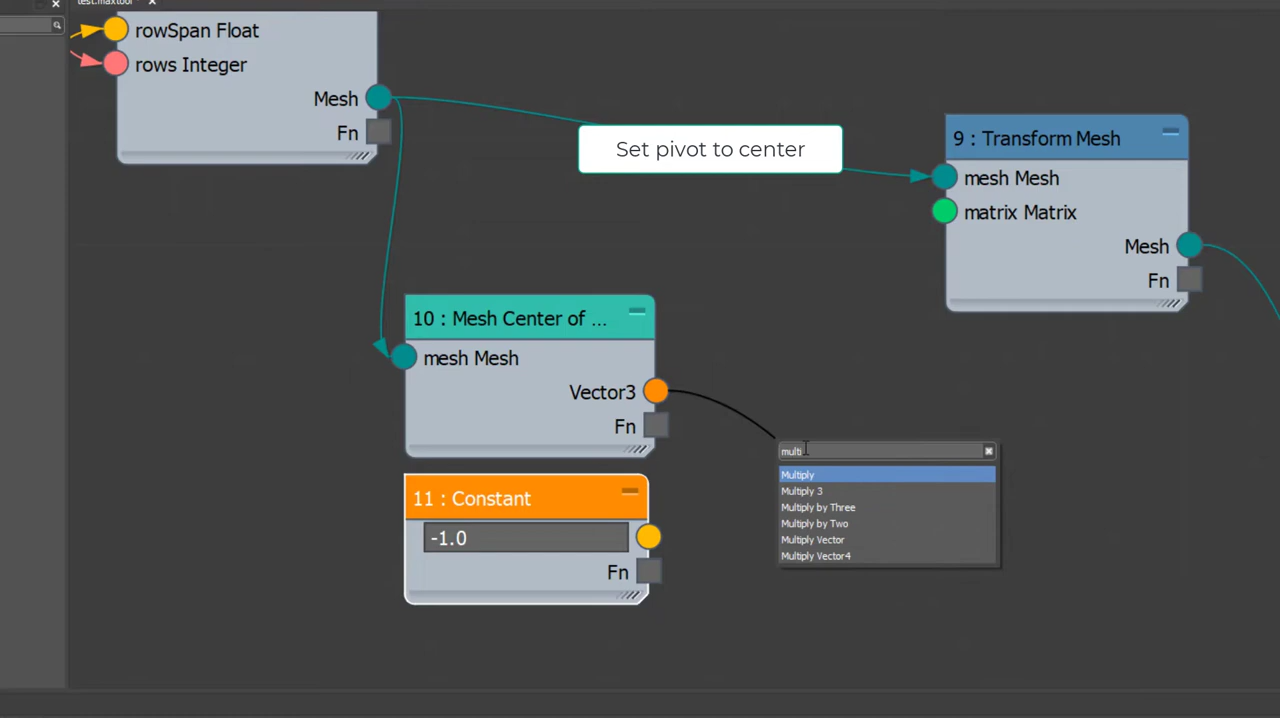 test.maxtool*
rowSpan Float
rows Integer
Mesh
Fn
Set pivot to center
9 : Transform Mesh
mesh Mesh
matrix Matrix
Mesh
Fn
10 : Mesh Center of ...
mesh Mesh
Vector3
Fn
11 : Constant
-1.0
Fn
multi
Multiply
Multiply 3
Multiply by Three
Multiply by Two
Multiply Vector
Multiply Vector4